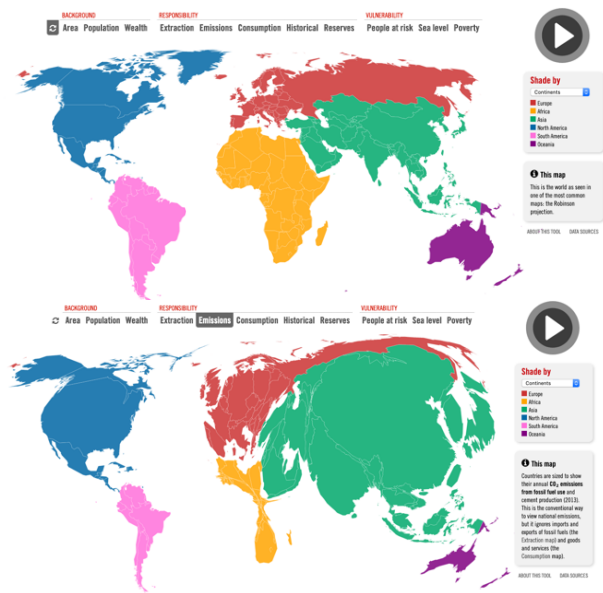 BACKGROUND RESPONSIBILITY VULNERABILITY
Area Population Wealth Extraction Emissions Consumption Historical Reserves People at risk Sea level Poverty
Shade by
Continents
Europe
Africa
Asia
North America
South America
Oceania
This map
This is the world as seen in
one of the most common
maps: the Robinson
projection.
ABOUT THIS TOOL DATA SOURCES
BACKGROUND RESPONSIBILITY VULNERABILITY
Area Population Wealth Extraction Emissions Consumption Historical Reserves People at risk Sea level Poverty
Shade by
Continents
Europe
Africa
Asia
North America
South America
Oceania
This map
Countries are sized to
show their annual CO2 emissions
from fossil fuel use and
cement production (2013).
This is the conventional way
to view national emissions,
but it ignores imports and
exports of fossil fuels (the
Extraction map) and goods
and services (the
Consumption map).
ABOUT THIS TOOL DATA SOURCES